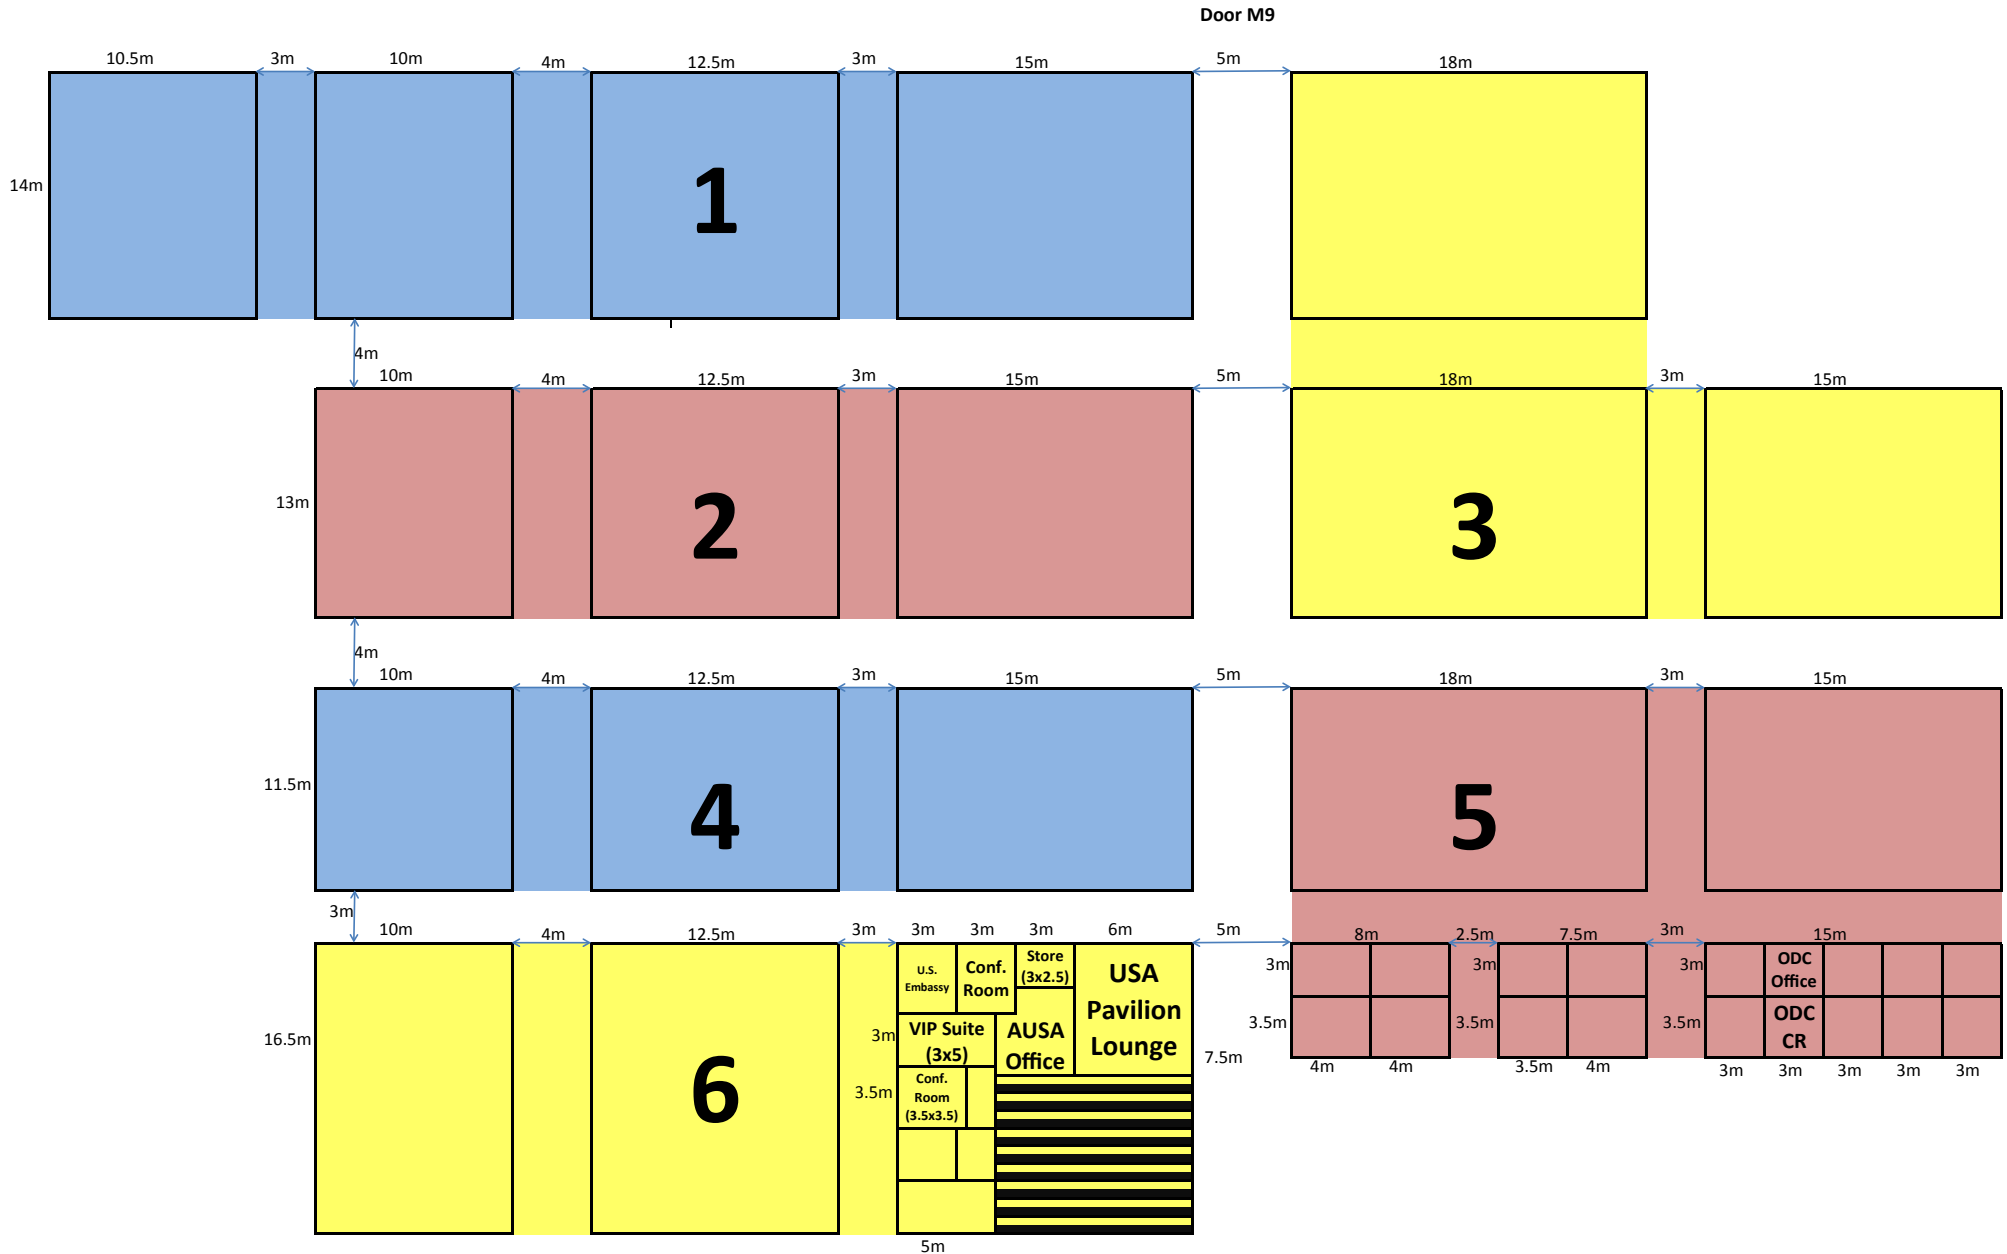 Door M9
10.5m
3m
10m
4m
12.5m
3m
15m
5m
18m
14m
1
4m
10m
4m
12.5m
3m
15m
5m
18m
3m
15m
13m
2
3
4m
10m
4m
12.5m
3m
15m
5m
18m
3m
15m
11.5m
4
5
3m
10m
4m
12.5m
3m
3m
3m
3m
6m
5m
8m
2.5m
7.5m
3m
15m
16.5m
6
U.S.
Embassy
Conf.
Room
Store
(3x2.5)
USA
Pavilion
Lounge
AUSA
Office
3m
VIP Suite
(3x5)
3.5m
Conf.
Room
(3.5x3.5)
7.5m
5m
3m
3m
3m
ODC
Office
3.5m
3.5m
3.5m
ODC
CR
4m
4m
3.5m
4m
3m
3m
3m
3m
3m